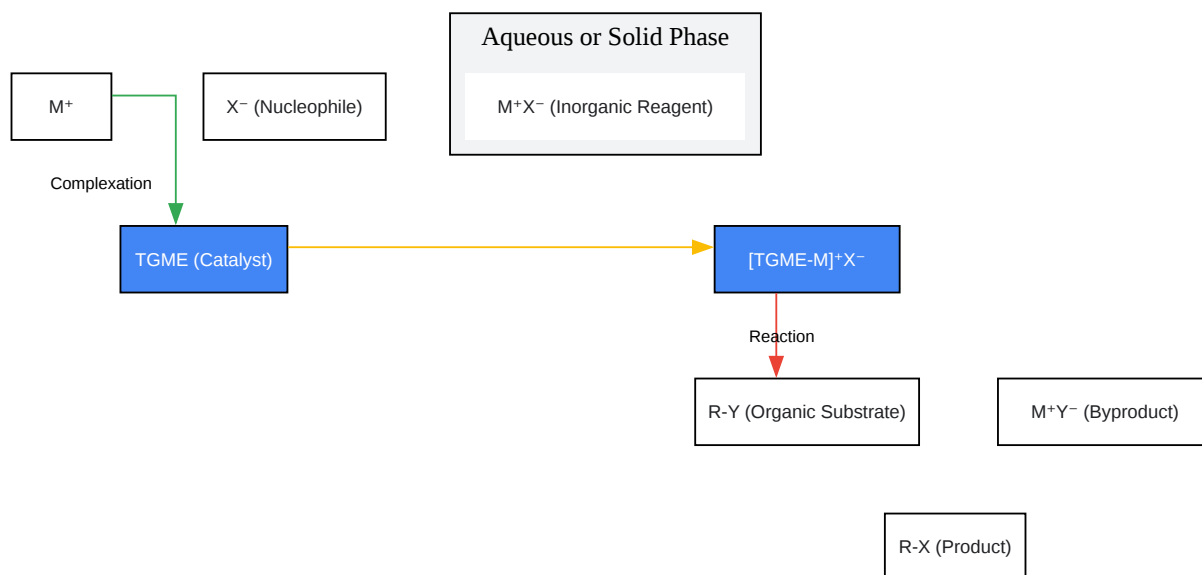 Aqueous or Solid Phase
M⁺
X⁻ (Nucleophile)
M⁺X⁻ (Inorganic Reagent)
Complexation
TGME (Catalyst)
[TGME-M]⁺X⁻
Reaction
R-Y (Organic Substrate)
M⁺Y⁻ (Byproduct)
R-X (Product)